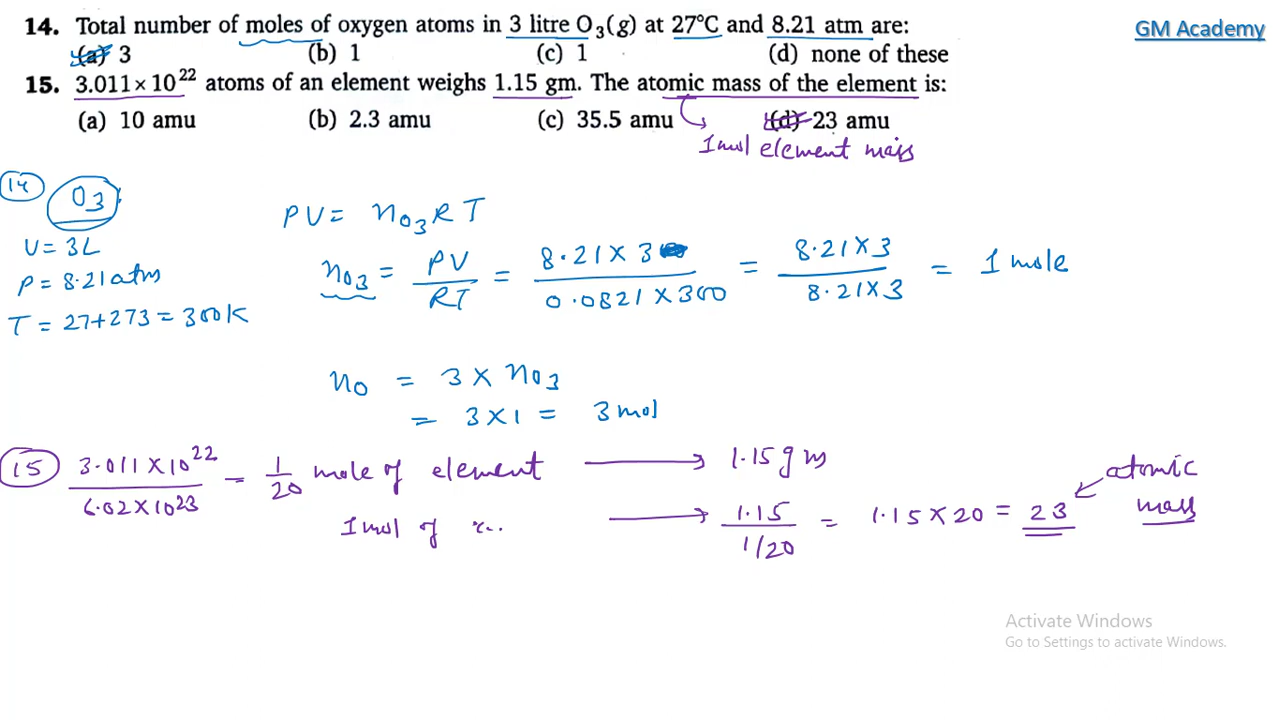 14. Total number of moles of oxygen atoms in 3 litre O3(g) at 27°C and 8.21 atm are:
GM Academy
(a) 3 (b) 1 (c) 1 (d) none of these
15. 3.011×10^22 atoms of an element weighs 1.15 gm. The atomic mass of the element is:
(a) 10 amu (b) 2.3 amu (c) 35.5 amu (d) 23 amu
1 mol element mass
14 O3
V = 3L
P = 8.21 atm
T = 27+273 = 300K
PV = nO3 RT
nO3 = PV/RT = 8.21 × 3 / 0.0821 × 300 = 8.21 × 3 / 8.21 × 3 = 1 mole
nO = 3 × nO3
= 3 × 1 = 3 mol
15 3.011 × 10^22 / 6.02 × 10^23 = 1/20 mole of element → 1.15 gm
1 mol of x.. → 1.15 / 1/20 = 1.15 × 20 = 23
atomic
mass
Activate Windows
Go to Settings to activate Windows.